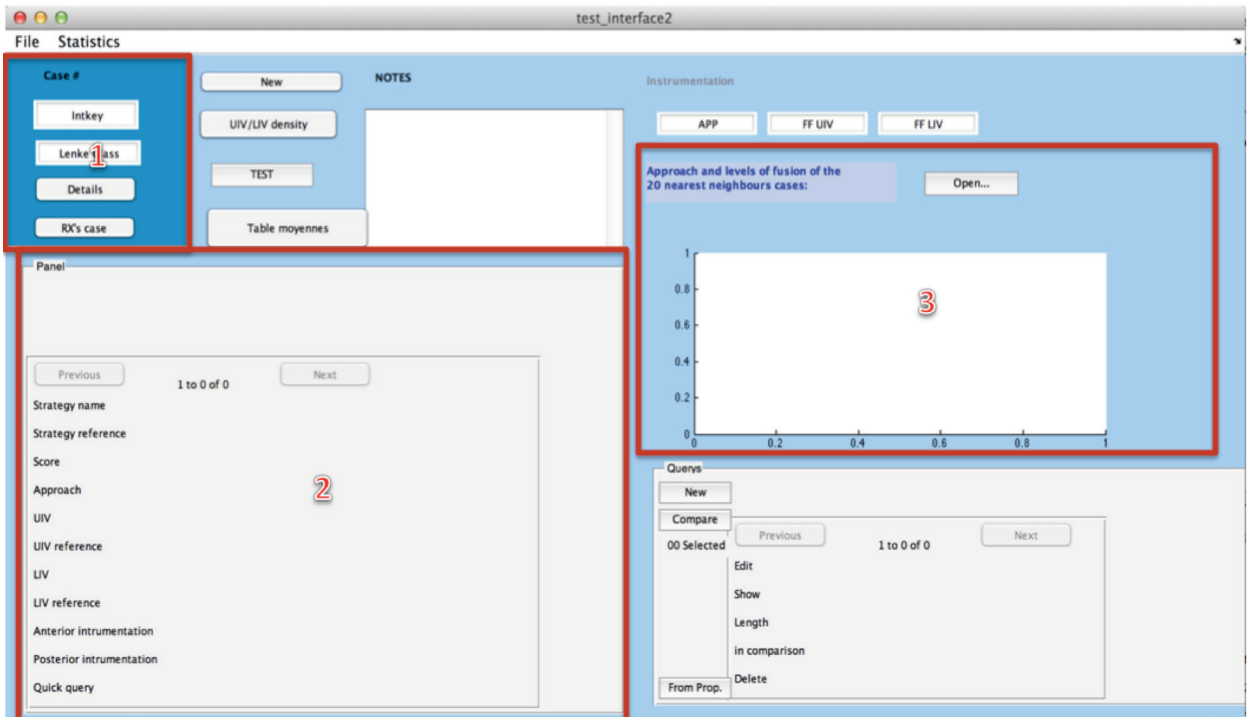 test_interface2
File Statistics
Case #
Intkey
Lenke
Details
RX's case
1
New
UIV/LIV density
TEST
Table moyennes
NOTES
Instrumentation
APP FF UIV FF LIV
Approach and levels of fusion of the
20 nearest neighbours cases:
Open...
1
0.8
0.6
0.4
0.2
0
0 0.2 0.4 0.6 0.8 1
3
Panel
Previous 1 to 0 of 0 Next
Strategy name
Strategy reference
Score
Approach
UIV
UIV reference
LIV
LIV reference
Anterior intrumentation
Posterior intrumentation
Quick query
2
Querys
New
Compare
00 Selected
From Prop.
Previous 1 to 0 of 0 Next
Edit
Show
Length
in comparison
Delete